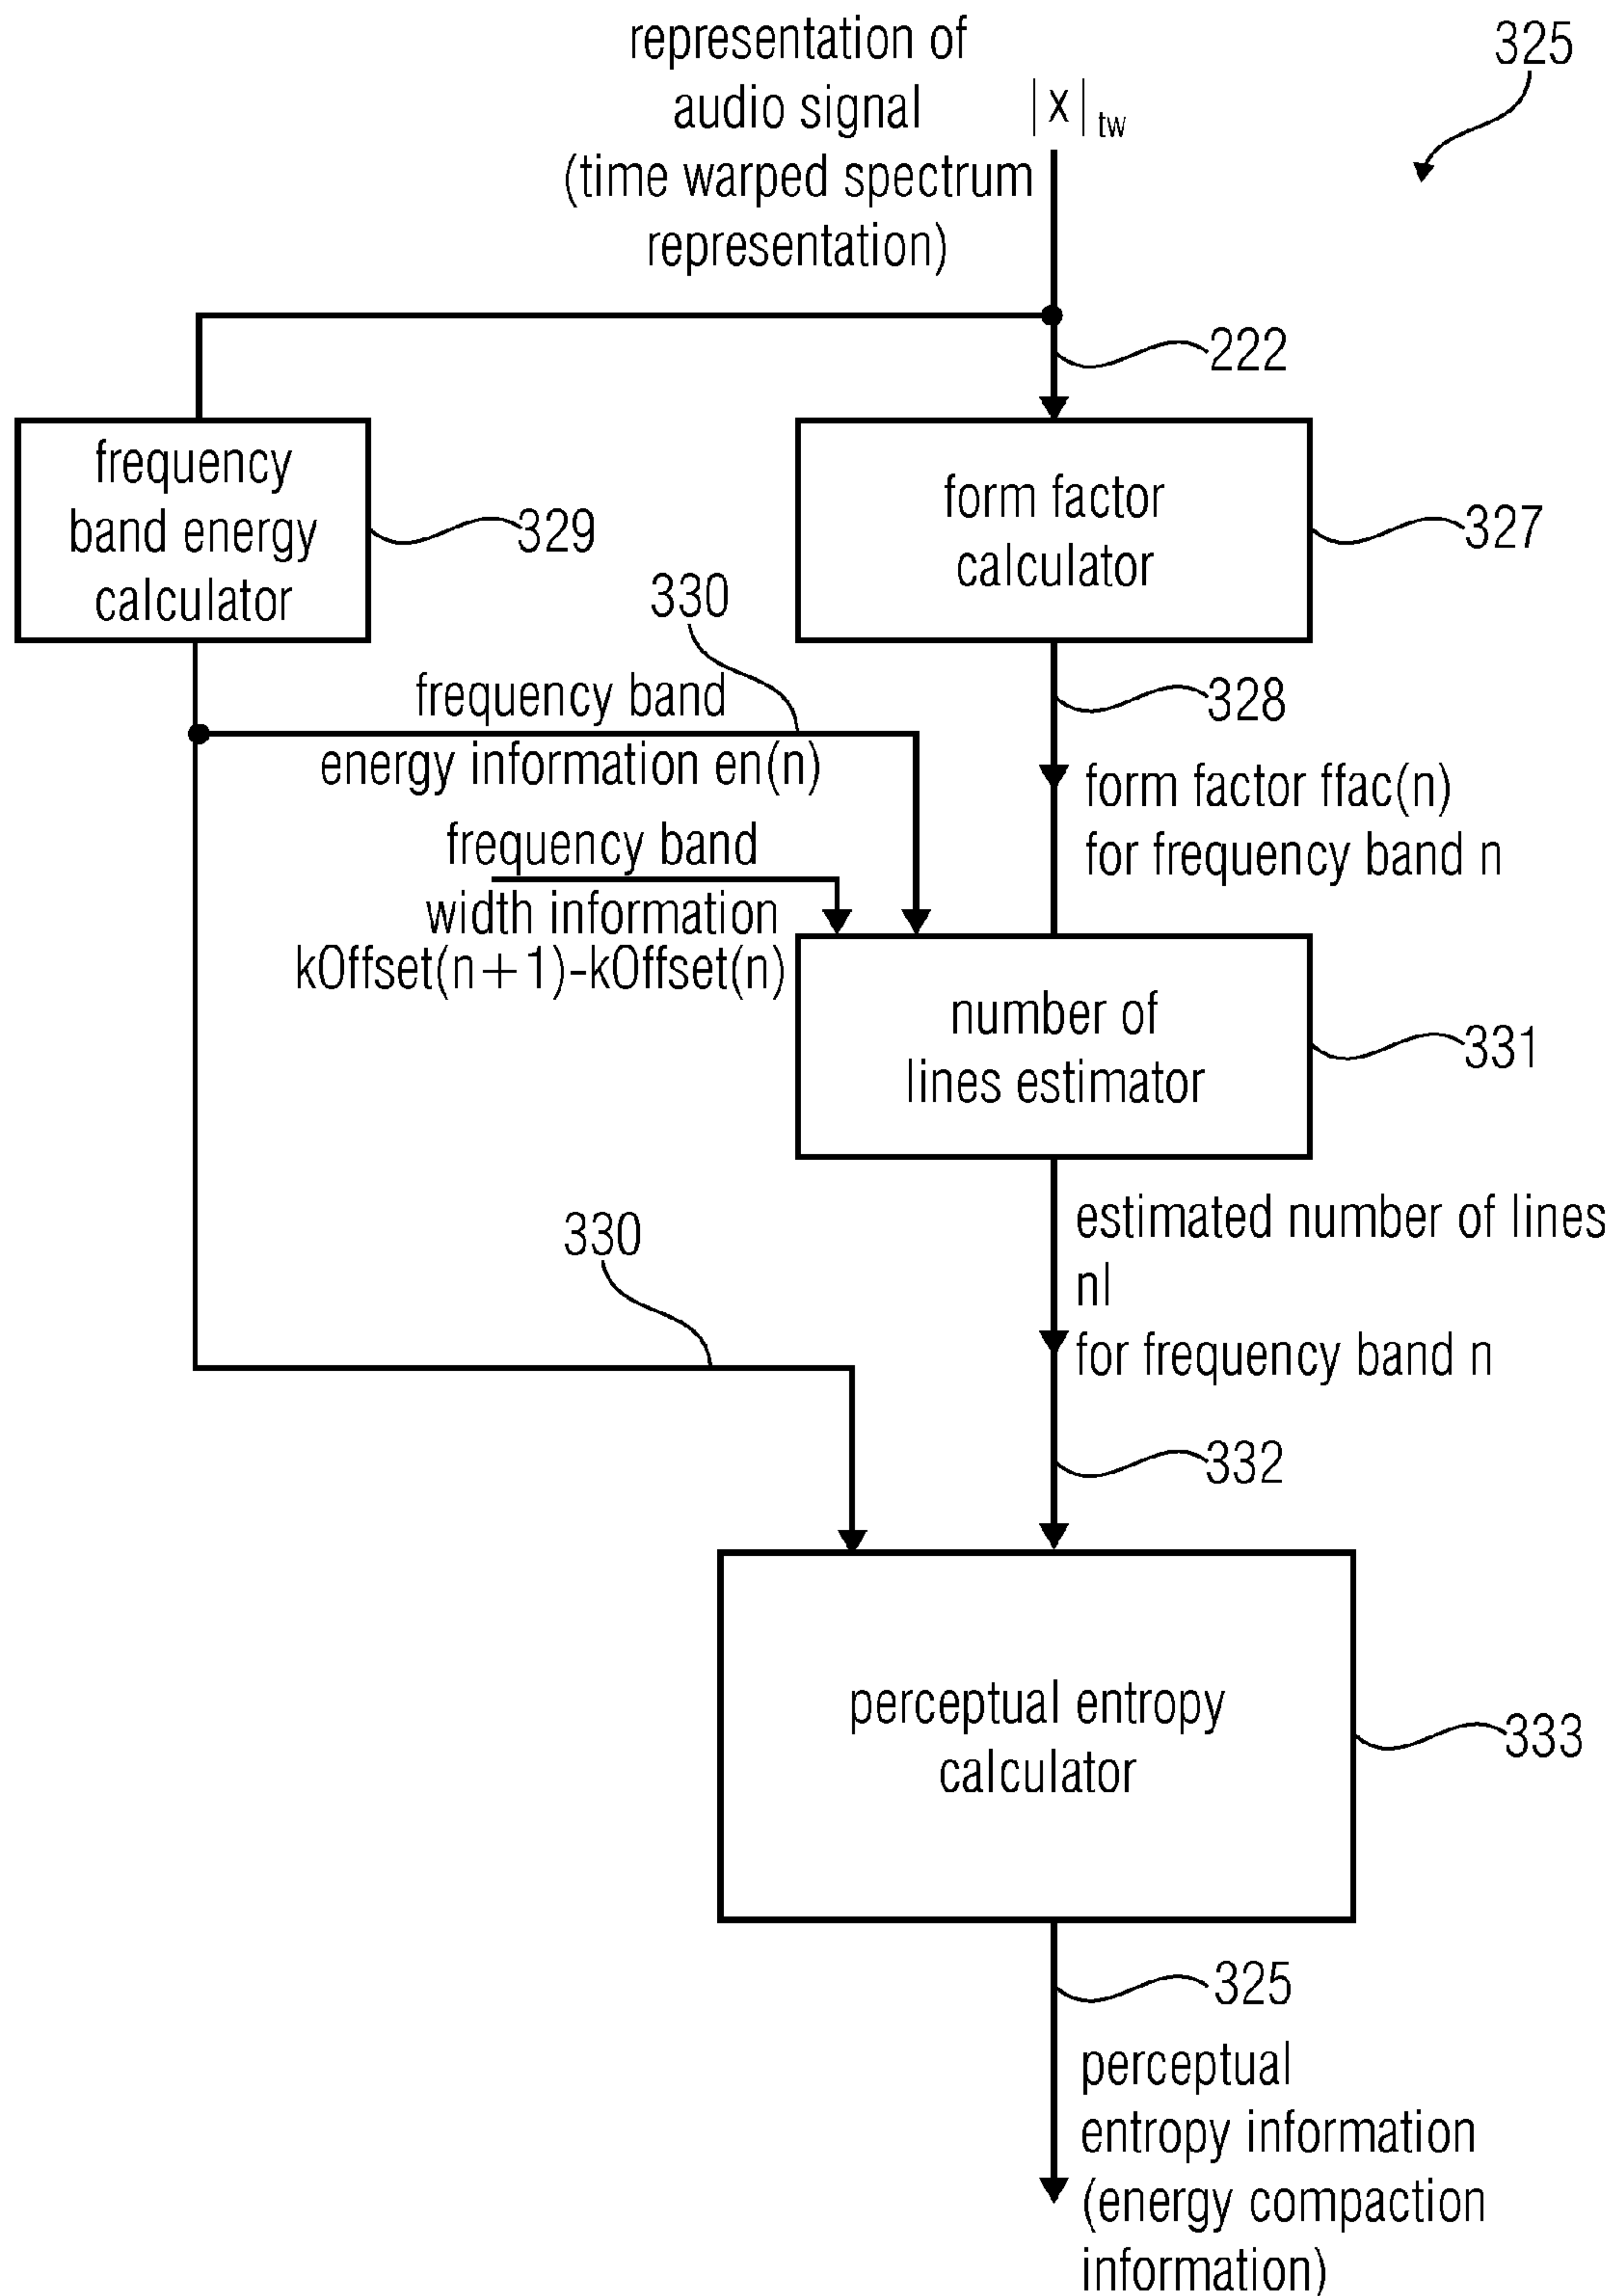 representation of
audio signal
(time warped spectrum
representation)
|x| tw
325
222
frequency
band energy
calculator
329
form factor
calculator
327
330
328
frequency band
energy information en(n)
form factor ffac(n)
for frequency band n
frequency band
width information
kOffset(n+1)-kOffset(n)
number of
lines estimator
331
estimated number of lines
nl
for frequency band n
330
332
perceptual entropy
calculator
333
325
perceptual
entropy information
(energy compaction
information)